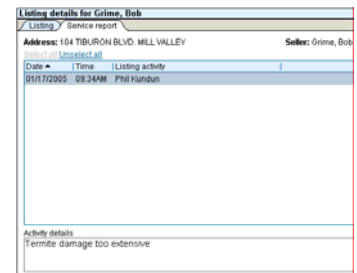 Listing details for Grime, Bob
Listing Service report
Address: 104 TIBURON BLVD. MILL VALLEY Seller: Grime, Bob
Select all Unselect all
Date Time Listing activity
01/17/2005 09:34AM Phil Kundun
Activity details
Termite damage too extensive